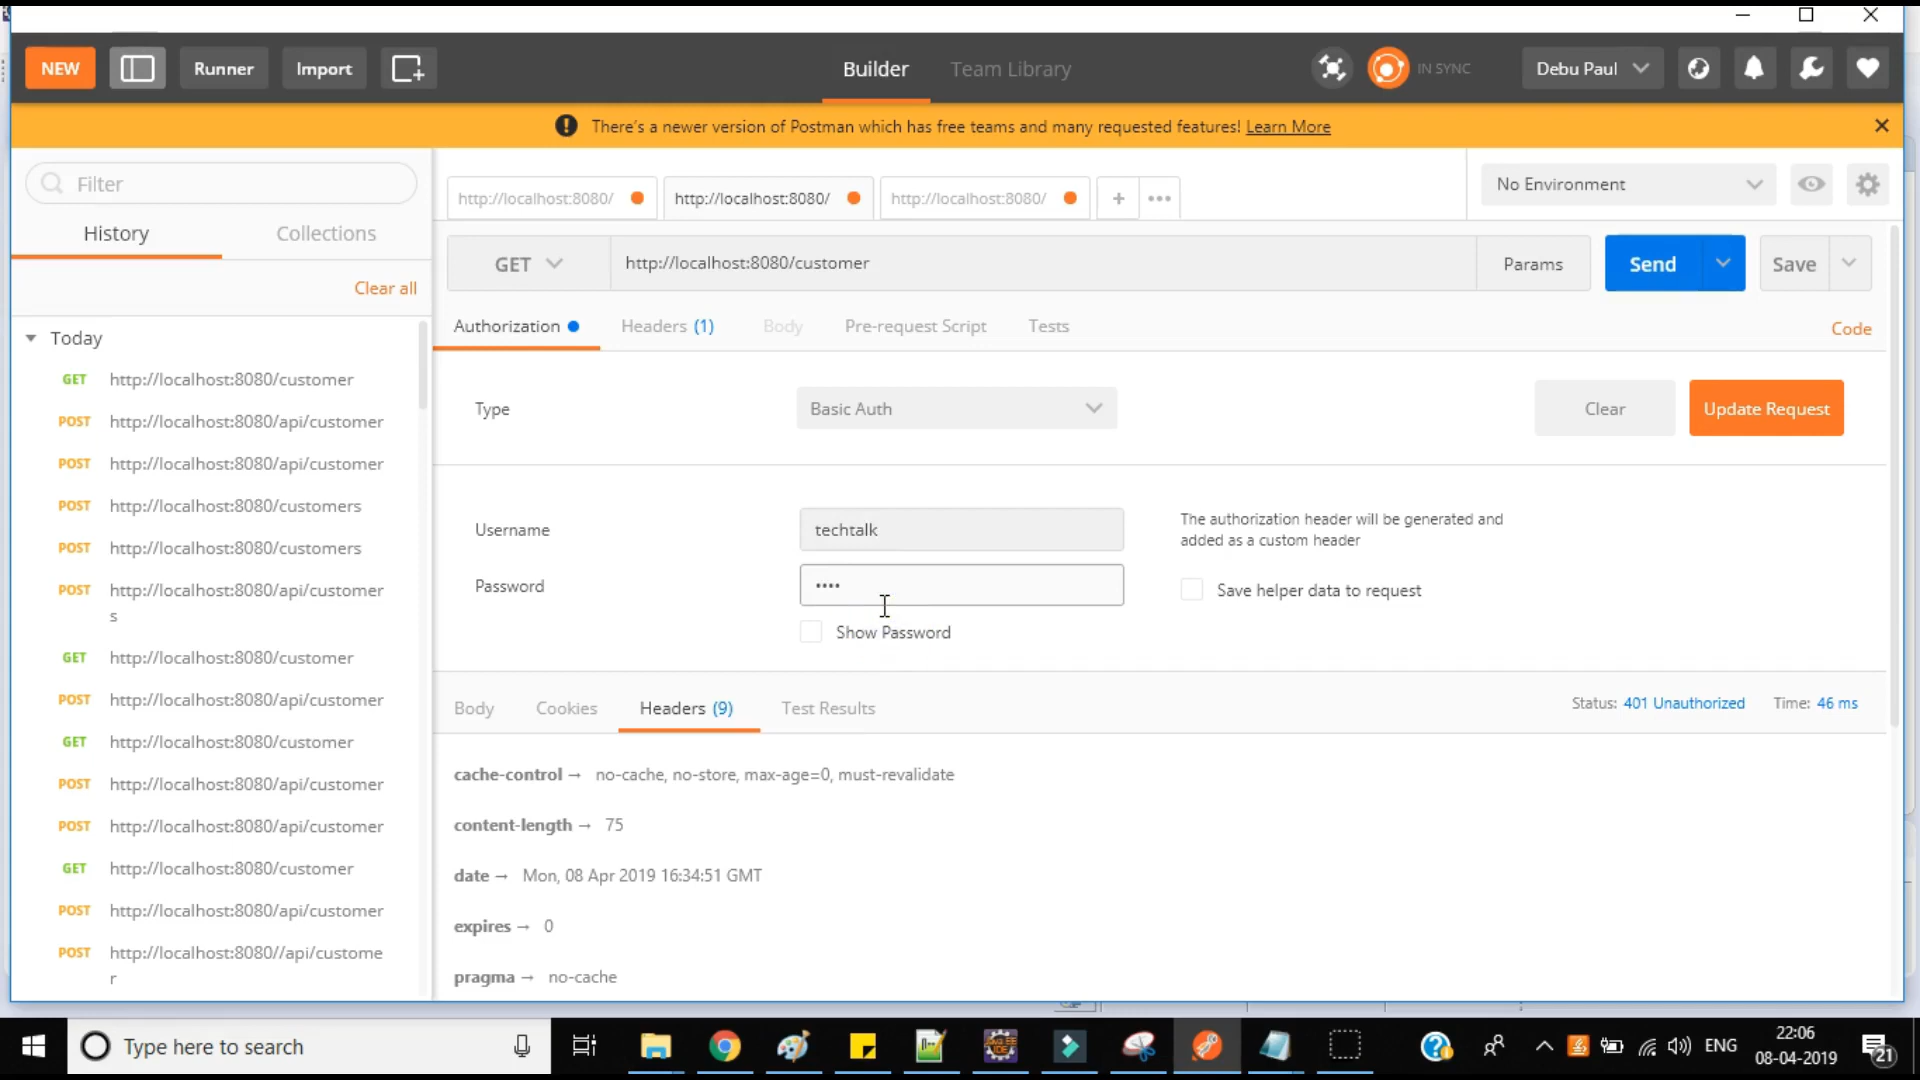 NEW
Runner
Import
Builder
Team Library
IN SYNC
Debu Paul
There's a newer version of Postman which has free teams and many requested features! Learn More
Filter
History
Collections
Clear all
Today
GET http://localhost:8080/customer
POST http://localhost:8080/api/customer
POST http://localhost:8080/api/customer
POST http://localhost:8080/customers
POST http://localhost:8080/customers
POST http://localhost:8080/api/customer
s
GET http://localhost:8080/customer
POST http://localhost:8080/api/customer
GET http://localhost:8080/customer
POST http://localhost:8080/api/customer
POST http://localhost:8080/api/customer
GET http://localhost:8080/customer
POST http://localhost:8080/api/customer
POST http://localhost:8080//api/custome
r
http://localhost:8080/
http://localhost:8080/
http://localhost:8080/
No Environment
GET
http://localhost:8080/customer
Params
Send
Save
Authorization
Headers (1)
Body
Pre-request Script
Tests
Code
Type
Basic Auth
Clear
Update Request
Username
techtalk
The authorization header will be generated and
added as a custom header
Password
••••
Save helper data to request
Show Password
Body
Cookies
Headers (9)
Test Results
Status: 401 Unauthorized
Time: 46 ms
cache-control → no-cache, no-store, max-age=0, must-revalidate
content-length → 75
date → Mon, 08 Apr 2019 16:34:51 GMT
expires → 0
pragma → no-cache
Type here to search
ENG
22:06
08-04-2019
21